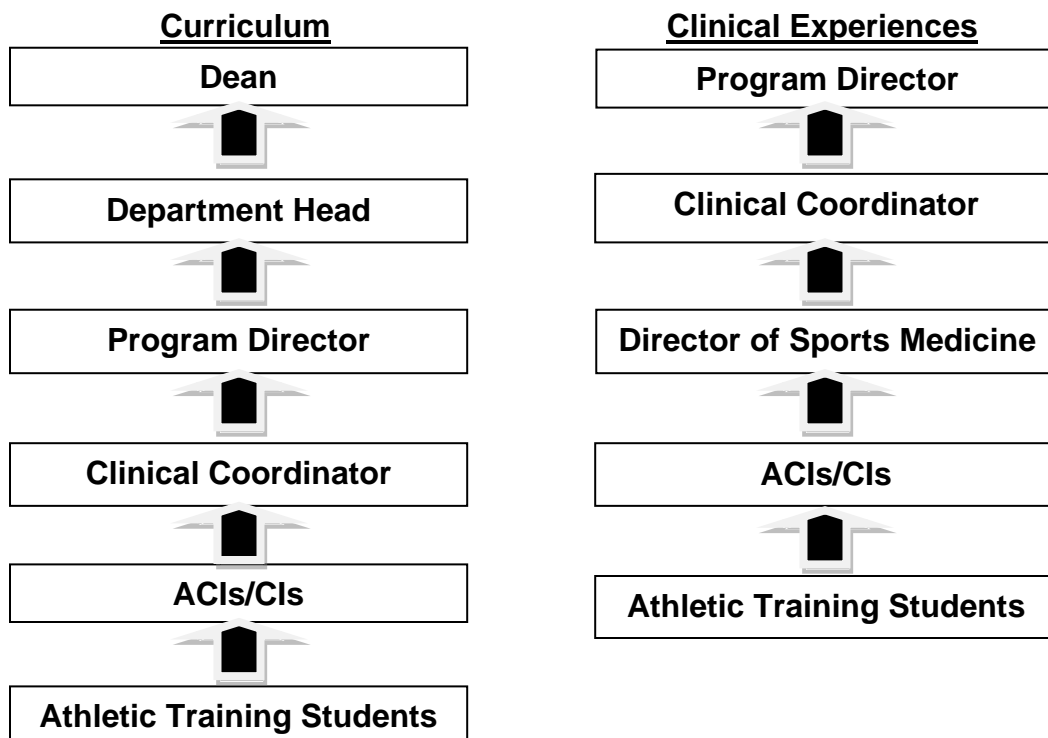 Curriculum
Dean
Department Head
Program Director
Clinical Coordinator
ACIs/CIs
Athletic Training Students
Clinical Experiences
Program Director
Clinical Coordinator
Director of Sports Medicine
ACIs/CIs
Athletic Training Students